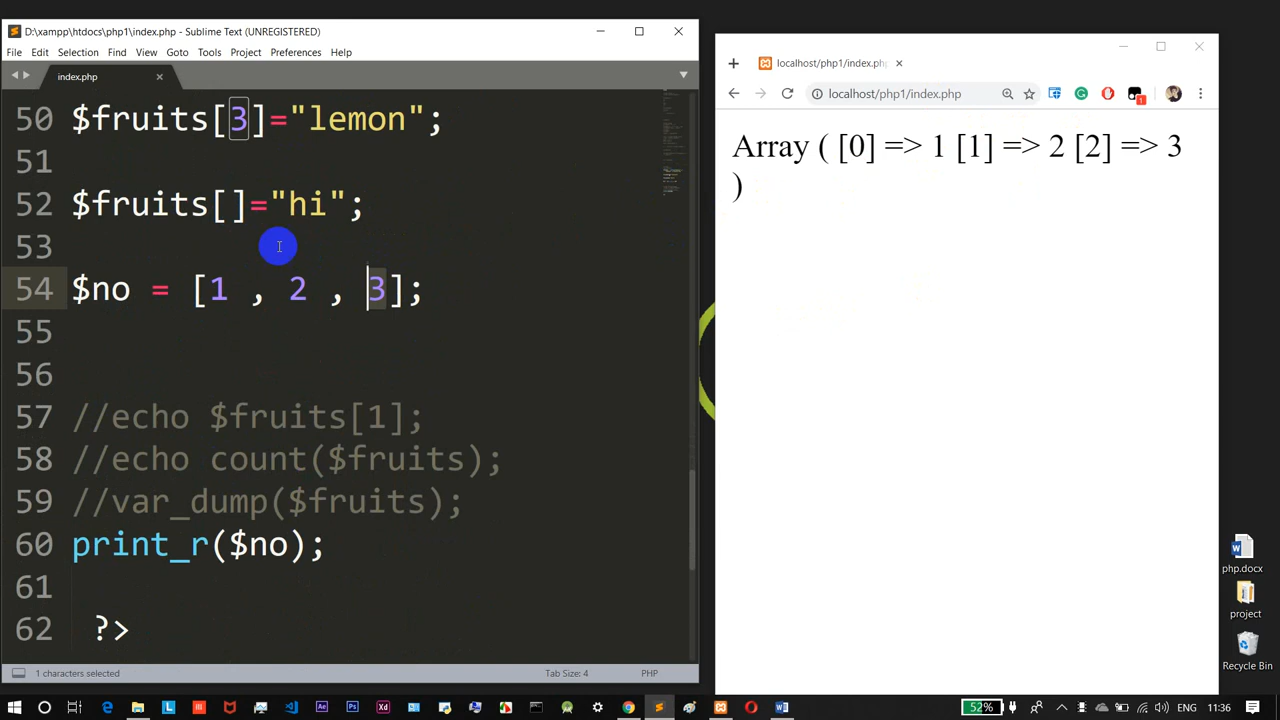 D:\xampp\htdocs\php1\index.php - Sublime Text (UNREGISTERED)
File Edit Selection Find View Goto Tools Project Preferences Help
index.php
50 $fruits[3]="lemon";
51
52 $fruits[]="hi";
53
54 $no = [1 , 2 , 3];
55
56
57 //echo $fruits[1];
58 //echo count($fruits);
59 //var_dump($fruits);
60 print_r($no);
61
62 ?>
1 characters selected Tab Size: 4 PHP
localhost/php1/index.php
localhost/php1/index.php
1
Array ( [0] => 1 [1] => 2 [2] => 3
)
php.docx
project
Recycle Bin
52% ENG 11:36